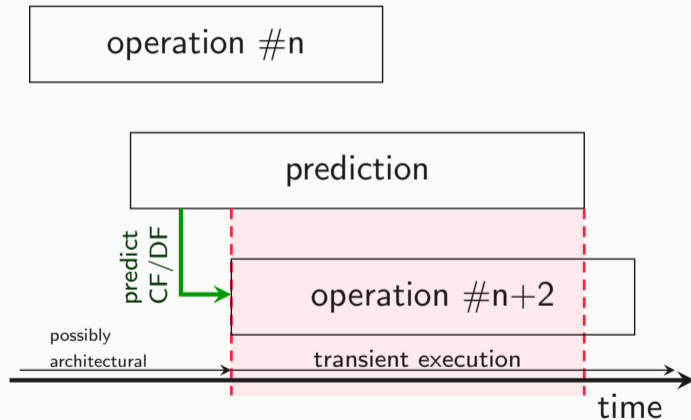 operation #n
prediction
predict
CF/DF
operation #n+2
possibly
architectural
transient execution
time